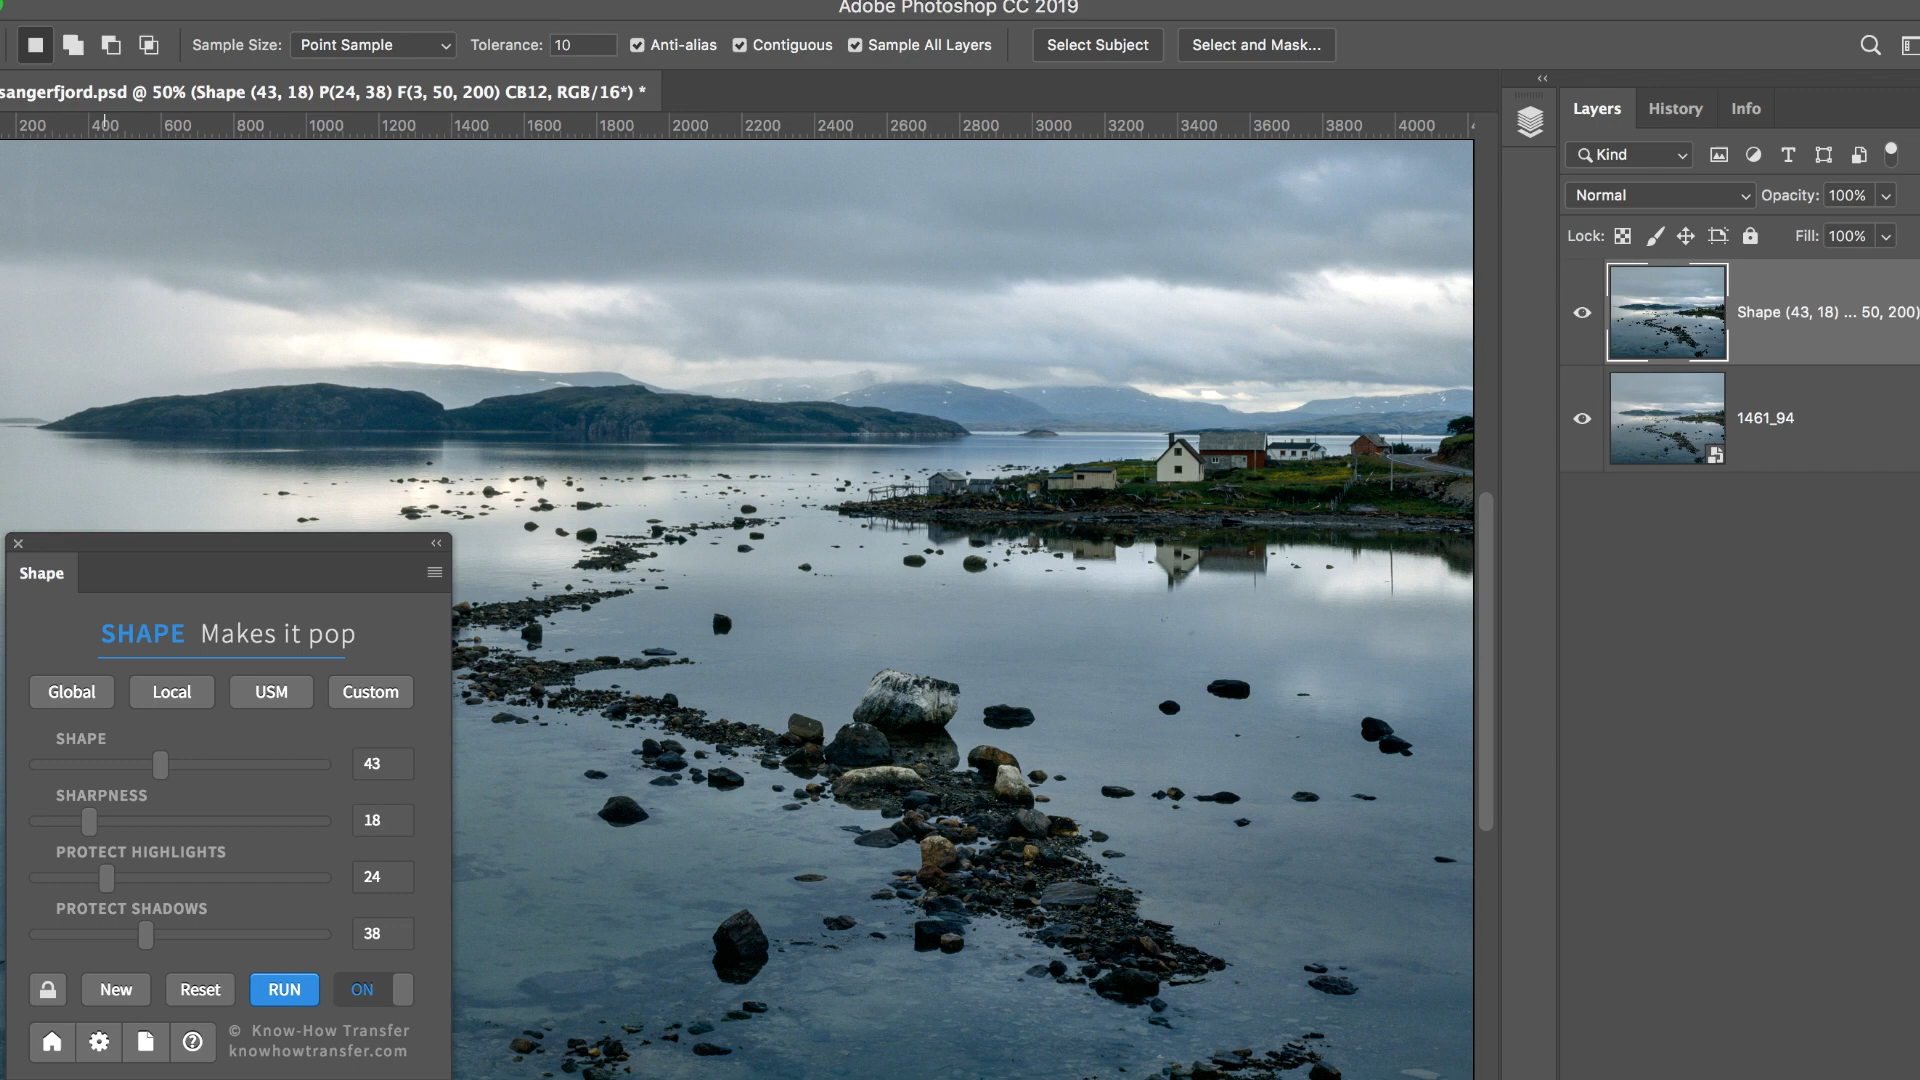 Adobe Photoshop CC 2019
Sample Size: Point Sample Tolerance: 10 Anti-alias Contiguous Sample All Layers Select Subject Select and Mask...
sangerfjord.psd @ 50% (Shape (43, 18) P(24, 38) F(3, 50, 200) CB12, RGB/16*) *
200 400 600 800 1000 1200 1400 1600 1800 2000 2200 2400 2600 2800 3000 3200 3400 3600 3800 4000
Layers History Info
Kind
Normal Opacity: 100%
Lock: Fill: 100%
Shape (43, 18) ... 50, 200)
1461_94
Shape
SHAPE Makes it pop
Global Local USM Custom
SHAPE
43
SHARPNESS
18
PROTECT HIGHLIGHTS
24
PROTECT SHADOWS
38
New Reset RUN ON
© Know-How Transfer
knowhowtransfer.com